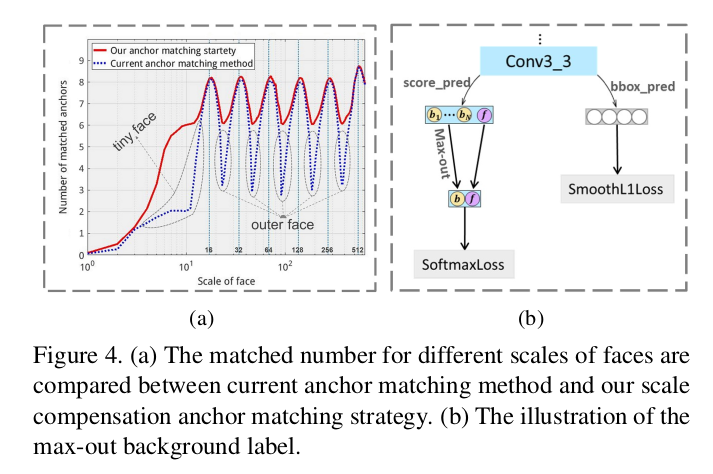 Our anchor matching startety
Current anchor matching method
9
8
7
6
5
4
3
2
1
0
Number of matched anchors
tiny face
outer face
16
32
64
128
256
512
10^0
10^1
10^2
Scale of face
(a)
⋮
Conv3_3
score_pred
bbox_pred
b_1 ··· b_N f
Max-out
b f
SmoothL1Loss
SoftmaxLoss
(b)
Figure 4. (a) The matched number for different scales of faces are
compared between current anchor matching method and our scale
compensation anchor matching strategy. (b) The illustration of the
max-out background label.